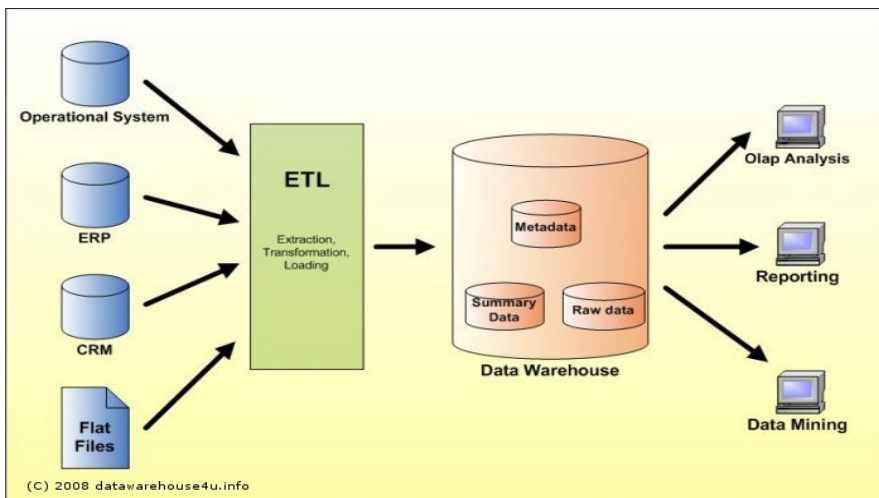 Operational System
ERP
CRM
Flat
Files
ETL
Extraction,
Transformation,
Loading
Metadata
Summary
Data
Raw data
Data Warehouse
Olap Analysis
Reporting
Data Mining
(C) 2008 datawarehouse4u.info